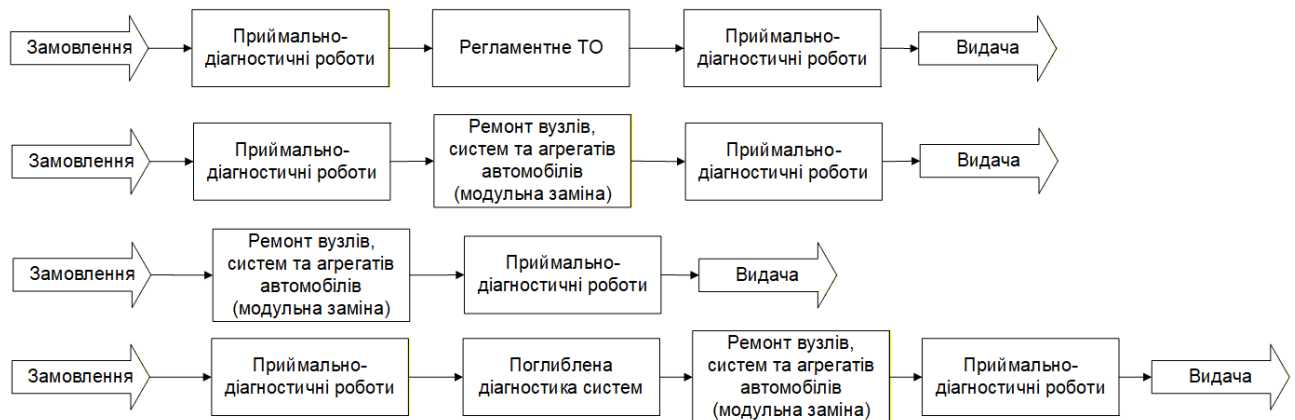 Замовлення
Приймально-
діагностичні роботи
Регламентне ТО
Приймально-
діагностичні роботи
Видача
Замовлення
Приймально-
діагностичні роботи
Ремонт вузлів,
систем та агрегатів
автомобілів
(модульна заміна)
Приймально-
діагностичні роботи
Видача
Замовлення
Ремонт вузлів,
систем та агрегатів
автомобілів
(модульна заміна)
Приймально-
діагностичні роботи
Видача
Замовлення
Приймально-
діагностичні роботи
Поглиблена
діагностика систем
Ремонт вузлів,
систем та агрегатів
автомобілів
(модульна заміна)
Приймально-
діагностичні роботи
Видача